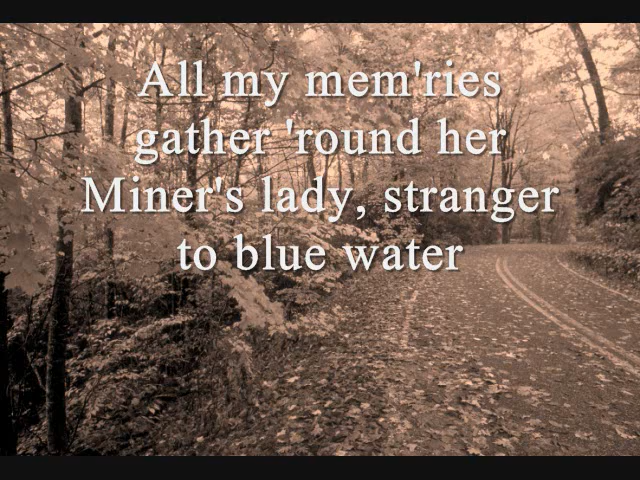 All my mem'ries
gather 'round her
Miner's lady, stranger
to blue water